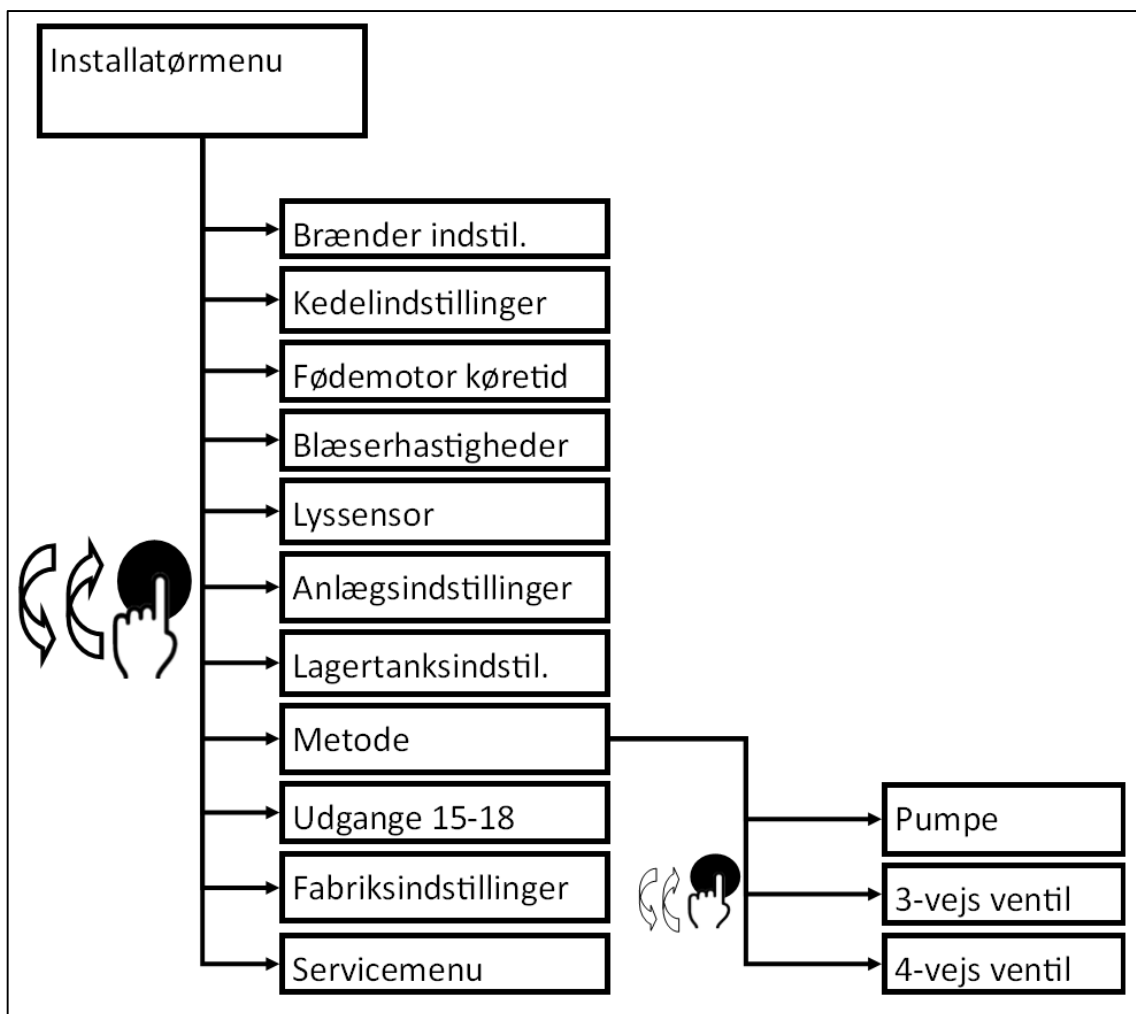 Installatørmenu
Brænder indstil.
Kedelindstillinger
Fødemotor køretid
Blæserhastigheder
Lyssensor
Anlægsindstillinger
Lagertanksindstil.
Metode
Udgange 15-18
Fabriksindstillinger
Servicemenu
Pumpe
3-vejs ventil
4-vejs ventil